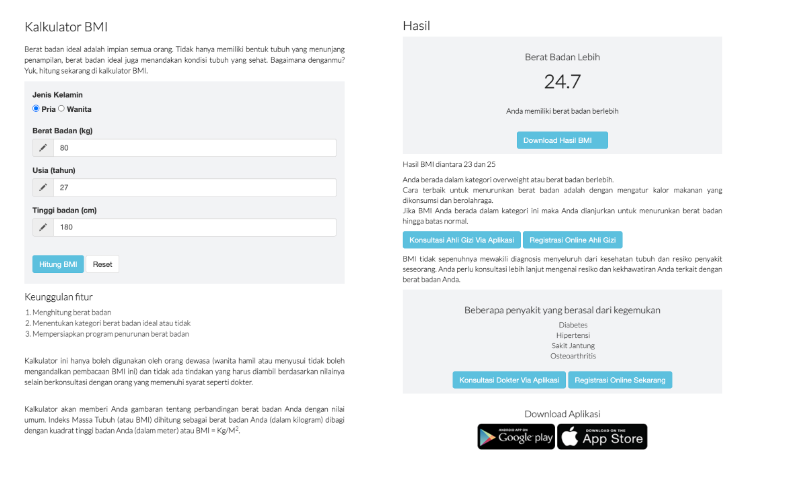 Kalkulator BMI
Berat badan ideal adalah impian semua orang. Tidak hanya memiliki bentuk tubuh yang menunjang
penampilan, berat badan ideal juga menandakan kondisi tubuh yang sehat. Bagaimana denganmu?
Yuk, hitung sekarang di kalkulator BMI.
Jenis Kelamin
Pria Wanita
Berat Badan (kg)
80
Usia (tahun)
27
Tinggi badan (cm)
180
Hitung BMI Reset
Keunggulan fitur
1. Menghitung berat badan
2. Menentukan kategori berat badan ideal atau tidak
3. Mempersiapkan program penurunan berat badan
Kalkulator ini hanya boleh digunakan oleh orang dewasa (wanita hamil atau menyusui tidak boleh
mengandalkan pembacaan BMI ini) dan tidak ada tindakan yang harus diambil berdasarkan nilainya
selain berkonsultasi dengan orang yang memenuhi syarat seperti dokter.
Kalkulator akan memberi Anda gambaran tentang perbandingan berat badan Anda dengan nilai
umum. Indeks Massa Tubuh (atau BMI) dihitung sebagai berat badan Anda (dalam kilogram) dibagi
dengan kuadrat tinggi badan Anda (dalam meter) atau BMI = Kg/M².
Hasil
Berat Badan Lebih
24.7
Anda memiliki berat badan berlebih
Download Hasil BMI
Hasil BMI diantara 23 dan 25
Anda berada dalam kategori overweight atau berat badan berlebih.
Cara terbaik untuk menurunkan berat badan adalah dengan mengatur kalor makanan yang
dikonsumsi dan berolahraga.
Jika BMI Anda berada dalam kategori ini maka Anda dianjurkan untuk menurunkan berat badan
hingga batas normal.
Konsultasi Ahli Gizi Via Aplikasi Registrasi Online Ahli Gizi
BMI tidak sepenuhnya mewakili diagnosis menyeluruh dari kesehatan tubuh dan resiko penyakit
seseorang. Anda perlu konsultasi lebih lanjut mengenai resiko dan kekhawatiran Anda terkait dengan
berat badan Anda.
Beberapa penyakit yang berasal dari kegemukan
Diabetes
Hipertensi
Sakit Jantung
Osteoarthritis
Konsultasi Dokter Via Aplikasi Registrasi Online Sekarang
Download Aplikasi
ANDROID APP ON
Google play
DOWNLOAD ON THE
App Store